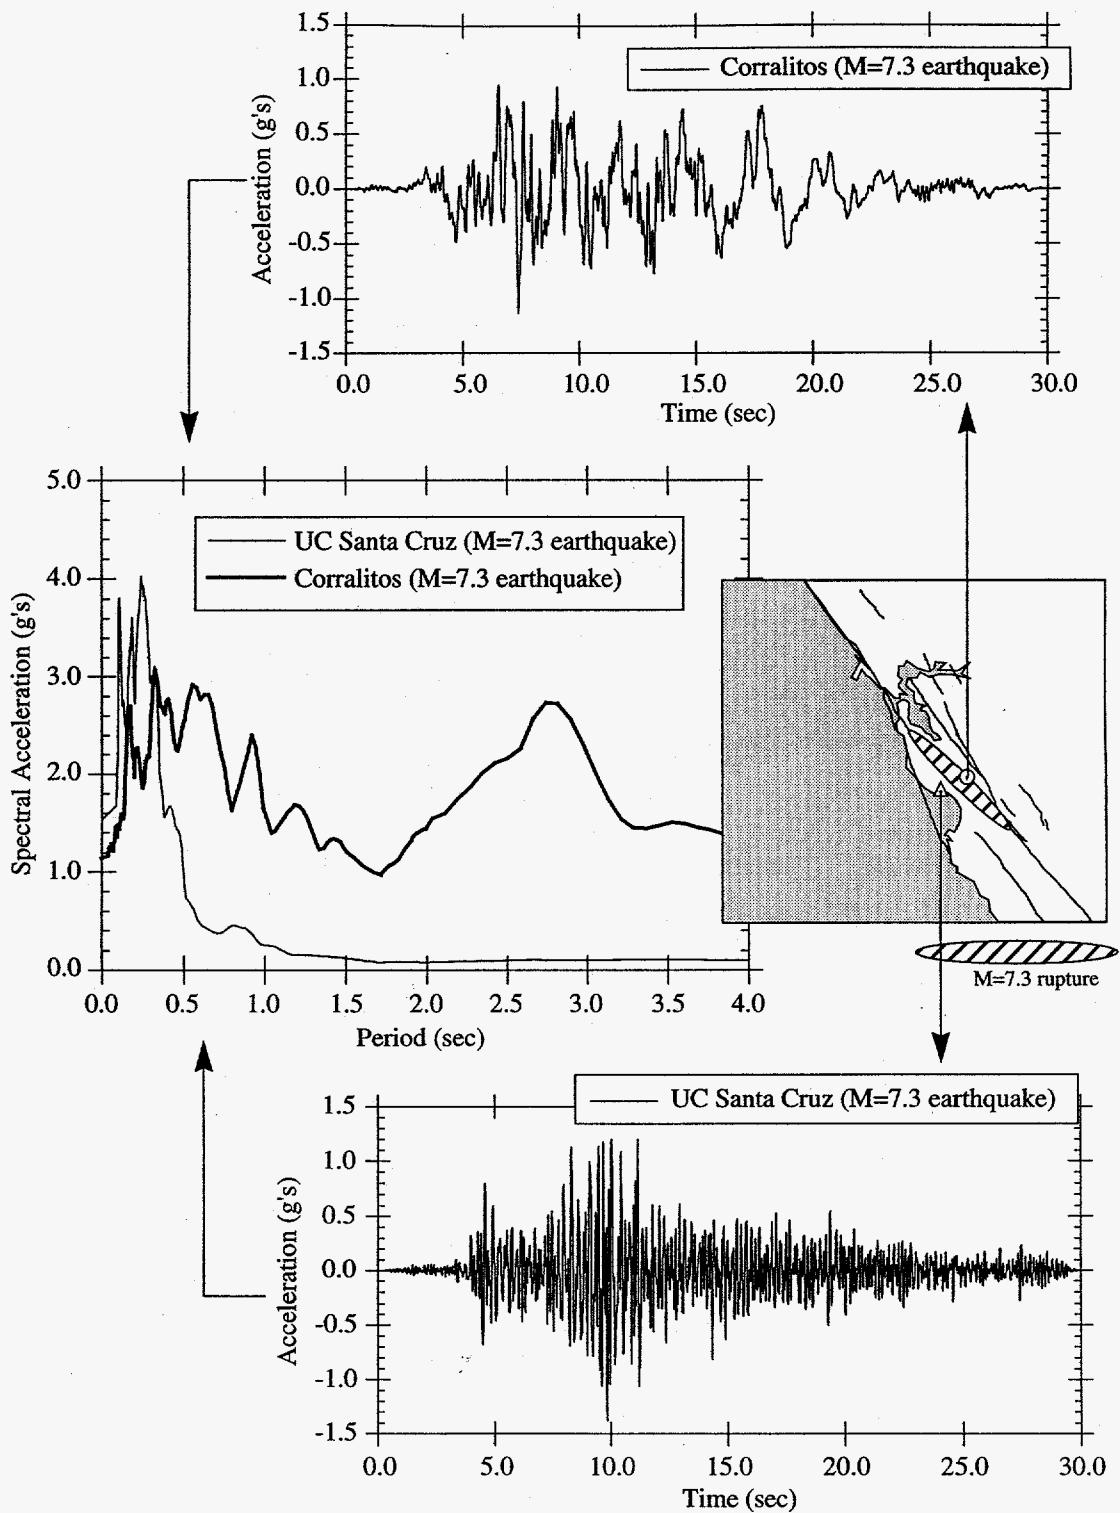 1.5
1.0
0.5
0.0
-0.5
-1.0
-1.5
Acceleration (g's)
Corralitos (M=7.3 earthquake)
0.0 5.0 10.0 15.0 20.0 25.0 30.0
Time (sec)
5.0
4.0
3.0
2.0
1.0
0.0
Spectral Acceleration (g's)
UC Santa Cruz (M=7.3 earthquake)
Corralitos (M=7.3 earthquake)
0.0 0.5 1.0 1.5 2.0 2.5 3.0 3.5 4.0
Period (sec)
M=7.3 rupture
1.5
1.0
0.5
0.0
-0.5
-1.0
-1.5
Acceleration (g's)
UC Santa Cruz (M=7.3 earthquake)
0.0 5.0 10.0 15.0 20.0 25.0 30.0
Time (sec)